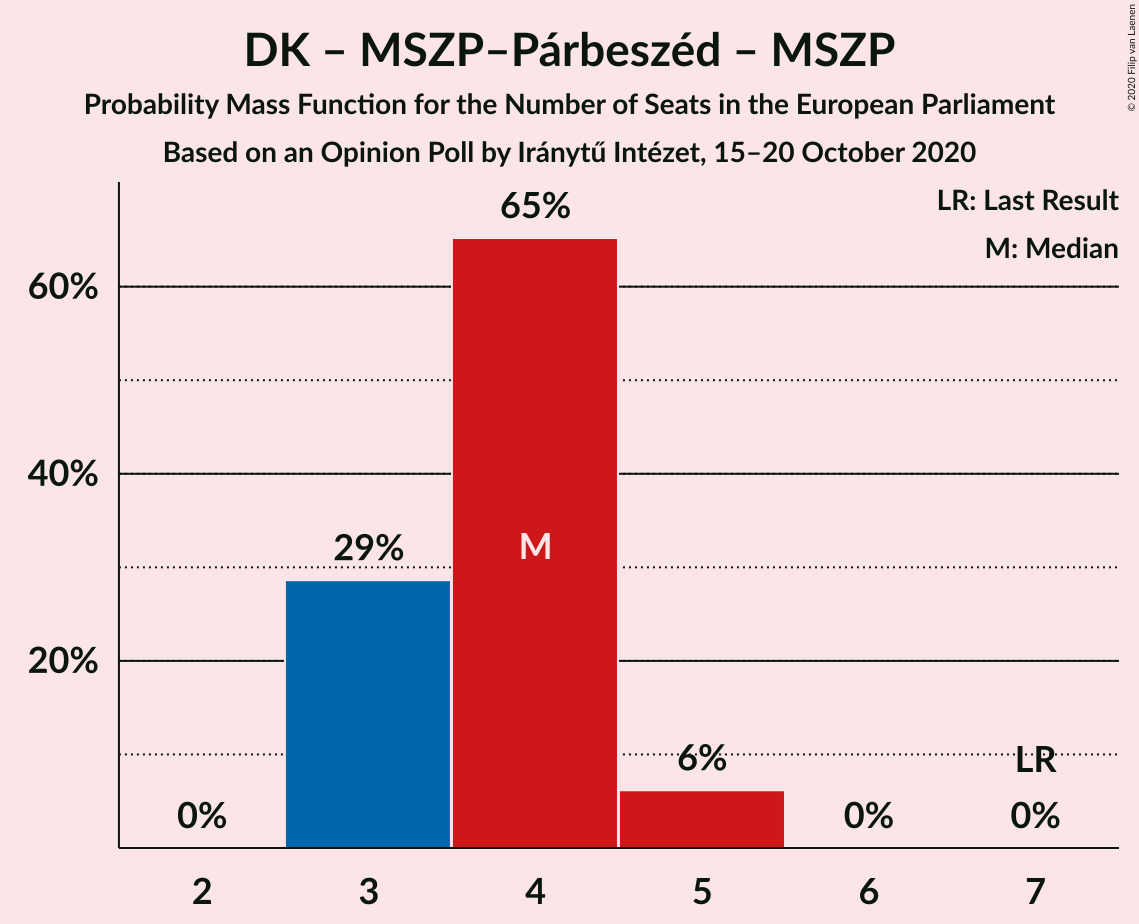 DK – MSZP–Párbeszéd – MSZP
Probability Mass Function for the Number of Seats in the European Parliament
Based on an Opinion Poll by Iránytű Intézet, 15–20 October 2020
© 2020 Filip van Laenen
LR: Last Result
M: Median
65%
60%
40%
29%
M
20%
6%
LR
0%
0%
0%
2
3
4
5
6
7